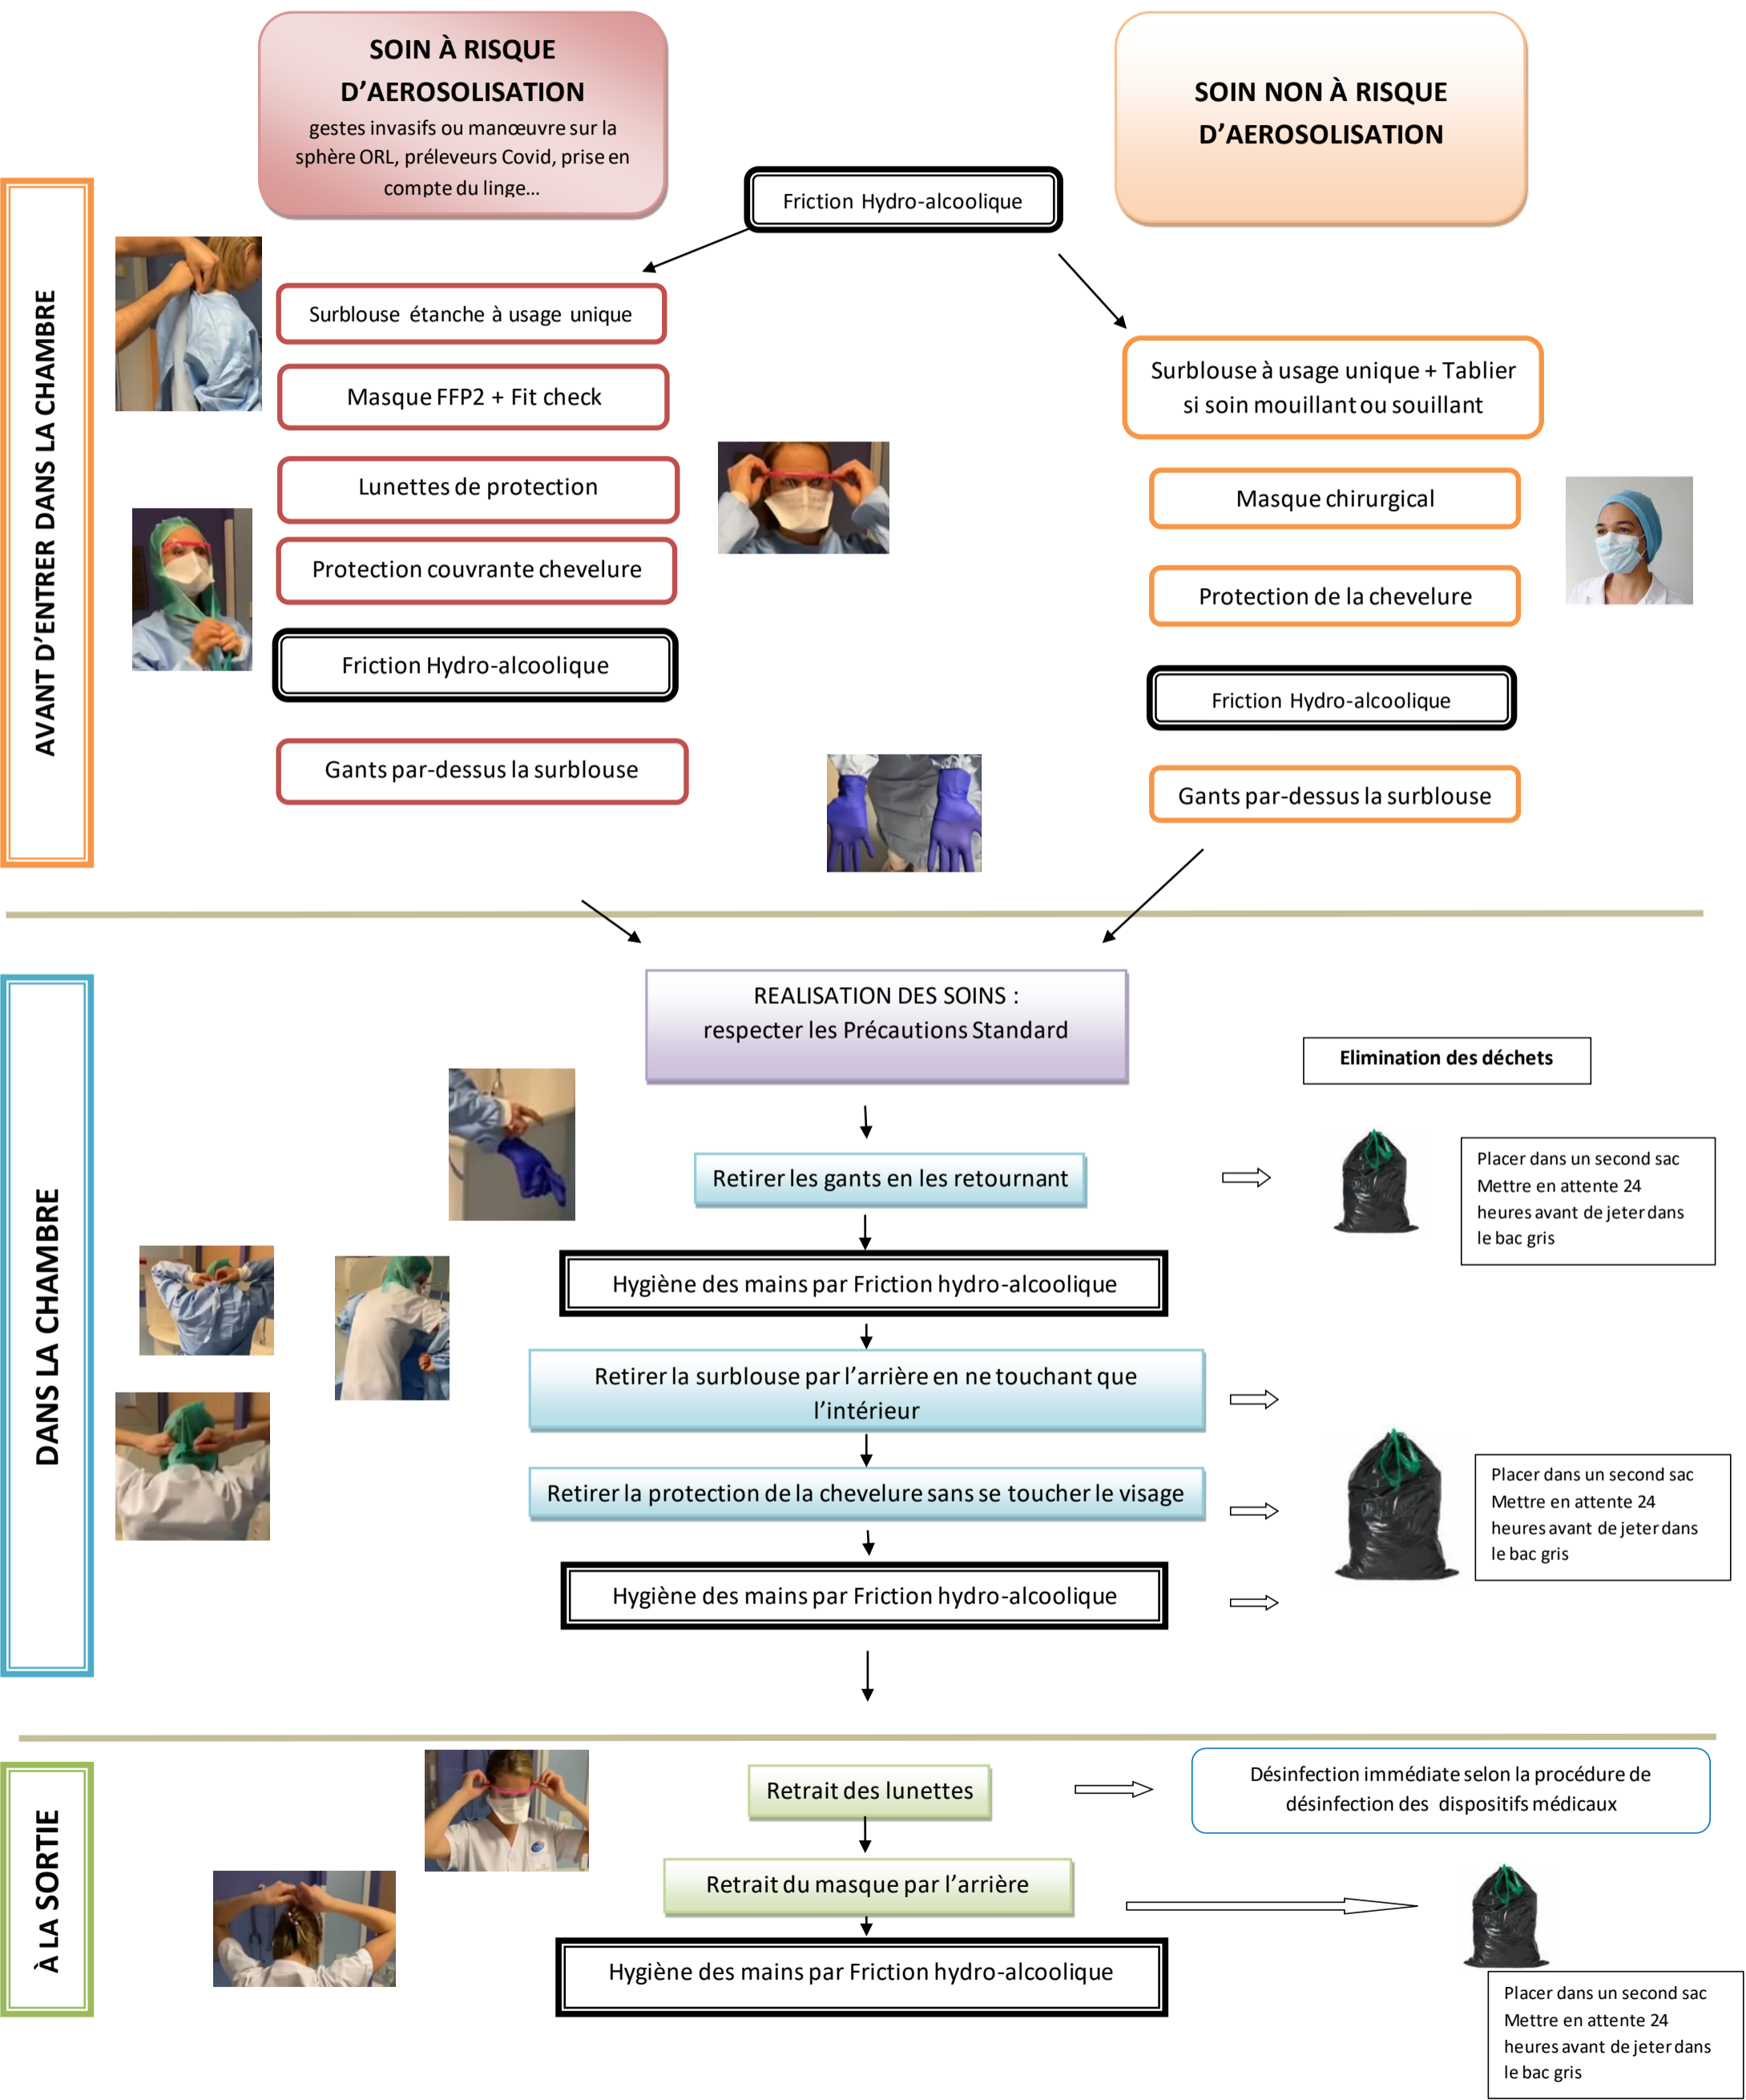 SOIN À RISQUE
D'AEROSOLISATION
gestes invasifs ou manœuvre sur la
sphère ORL, préleveurs Covid, prise en
compte du linge...
SOIN NON À RISQUE
D'AEROSOLISATION
Friction Hydro-alcoolique
AVANT D'ENTRER DANS LA CHAMBRE
Surblouse étanche à usage unique
Masque FFP2 + Fit check
Lunettes de protection
Protection couvrante chevelure
Friction Hydro-alcoolique
Gants par-dessus la surblouse
Surblouse à usage unique + Tablier
si soin mouillant ou souillant
Masque chirurgical
Protection de la chevelure
Friction Hydro-alcoolique
Gants par-dessus la surblouse
DANS LA CHAMBRE
REALISATION DES SOINS :
respecter les Précautions Standard
Elimination des déchets
Retirer les gants en les retournant
Placer dans un second sac
Mettre en attente 24
heures avant de jeter dans
le bac gris
Hygiène des mains par Friction hydro-alcoolique
Retirer la surblouse par l'arrière en ne touchant que
l'intérieur
Retirer la protection de la chevelure sans se toucher le visage
Placer dans un second sac
Mettre en attente 24
heures avant de jeter dans
le bac gris
Hygiène des mains par Friction hydro-alcoolique
À LA SORTIE
Retrait des lunettes
Désinfection immédiate selon la procédure de
désinfection des dispositifs médicaux
Retrait du masque par l'arrière
Hygiène des mains par Friction hydro-alcoolique
Placer dans un second sac
Mettre en attente 24
heures avant de jeter dans
le bac gris